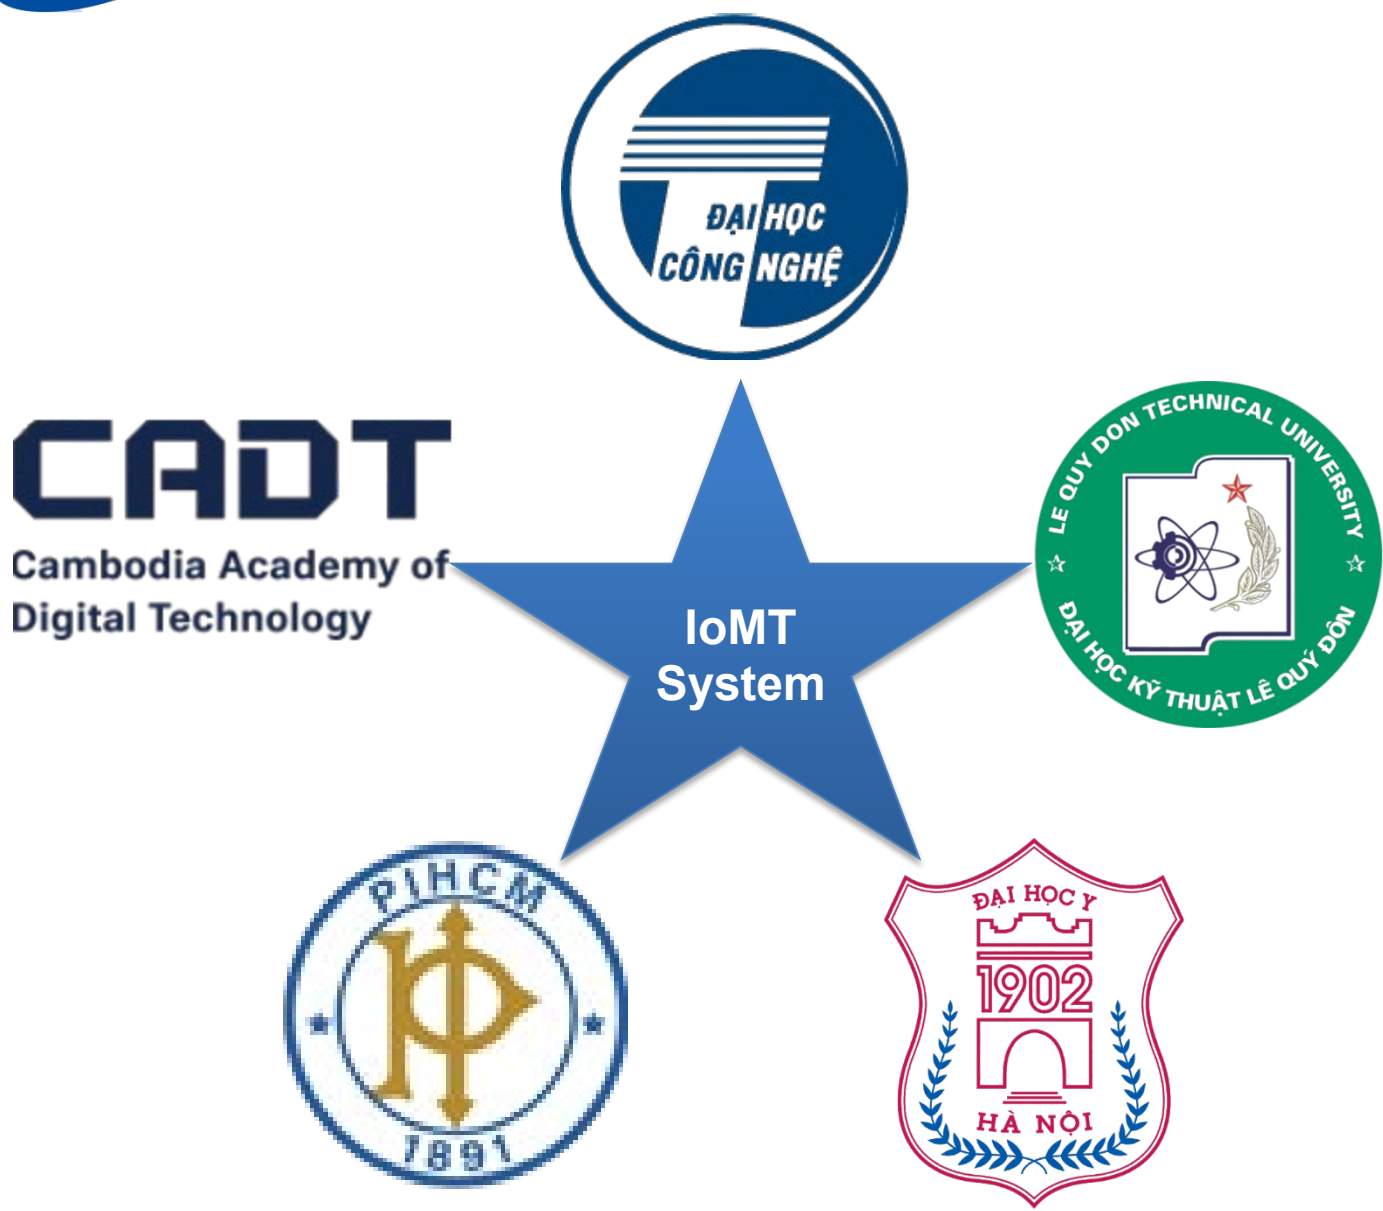 ĐẠI HỌC
CÔNG NGHỆ
CADT
Cambodia Academy of
Digital Technology
IoMT
System
LE QUY DON TECHNICAL UNIVERSITY
ĐẠI HỌC KỸ THUẬT LÊ QUÝ ĐÔN
PIHCM
1891
ĐẠI HỌC Y
1902
HÀ NỘI